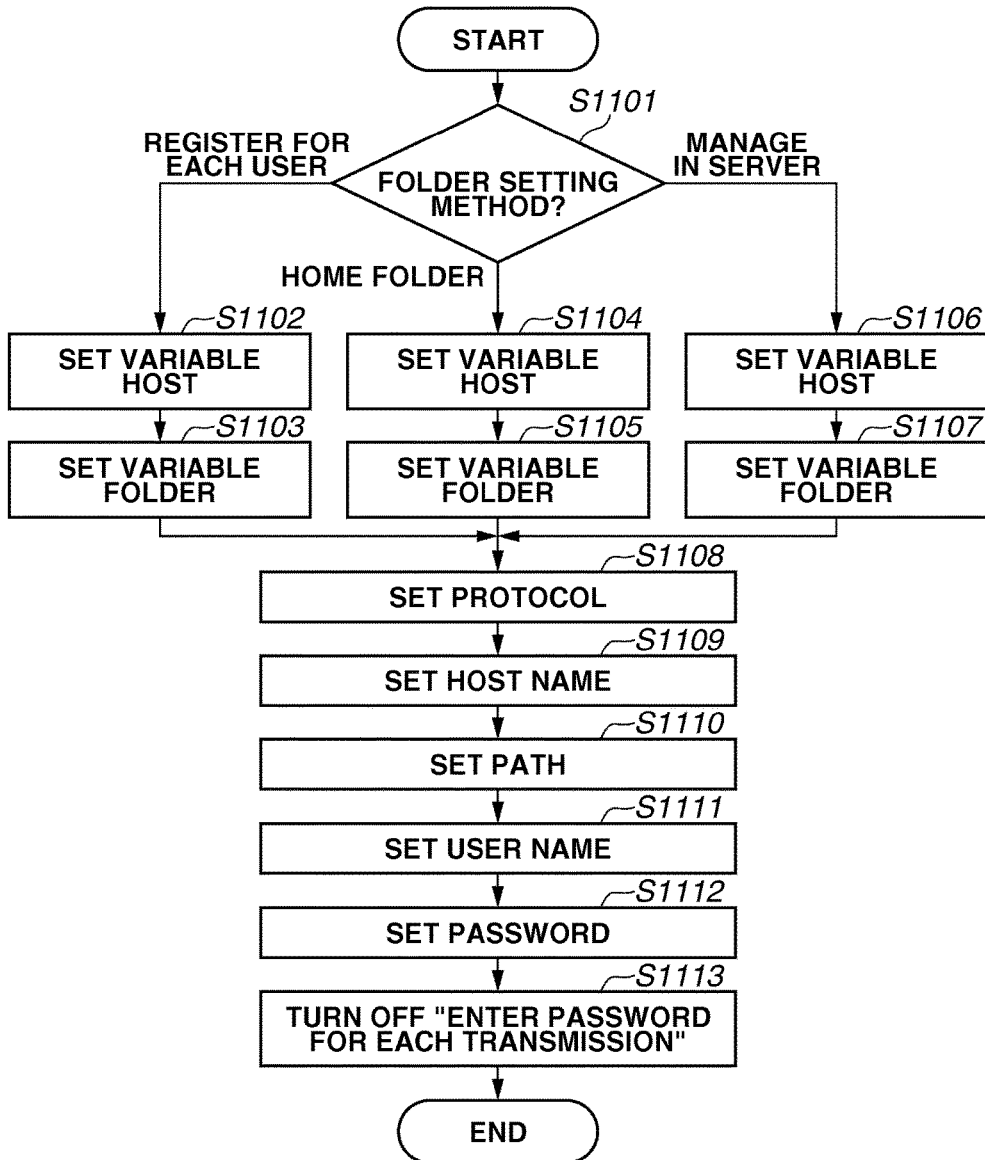 START
S1101
REGISTER FOR
EACH USER
MANAGE
IN SERVER
FOLDER SETTING
METHOD?
HOME FOLDER
S1102
S1104
S1106
SET VARIABLE
HOST
SET VARIABLE
HOST
SET VARIABLE
HOST
S1103
S1105
S1107
SET VARIABLE
FOLDER
SET VARIABLE
FOLDER
SET VARIABLE
FOLDER
S1108
SET PROTOCOL
S1109
SET HOST NAME
S1110
SET PATH
S1111
SET USER NAME
S1112
SET PASSWORD
S1113
TURN OFF "ENTER PASSWORD
FOR EACH TRANSMISSION"
END